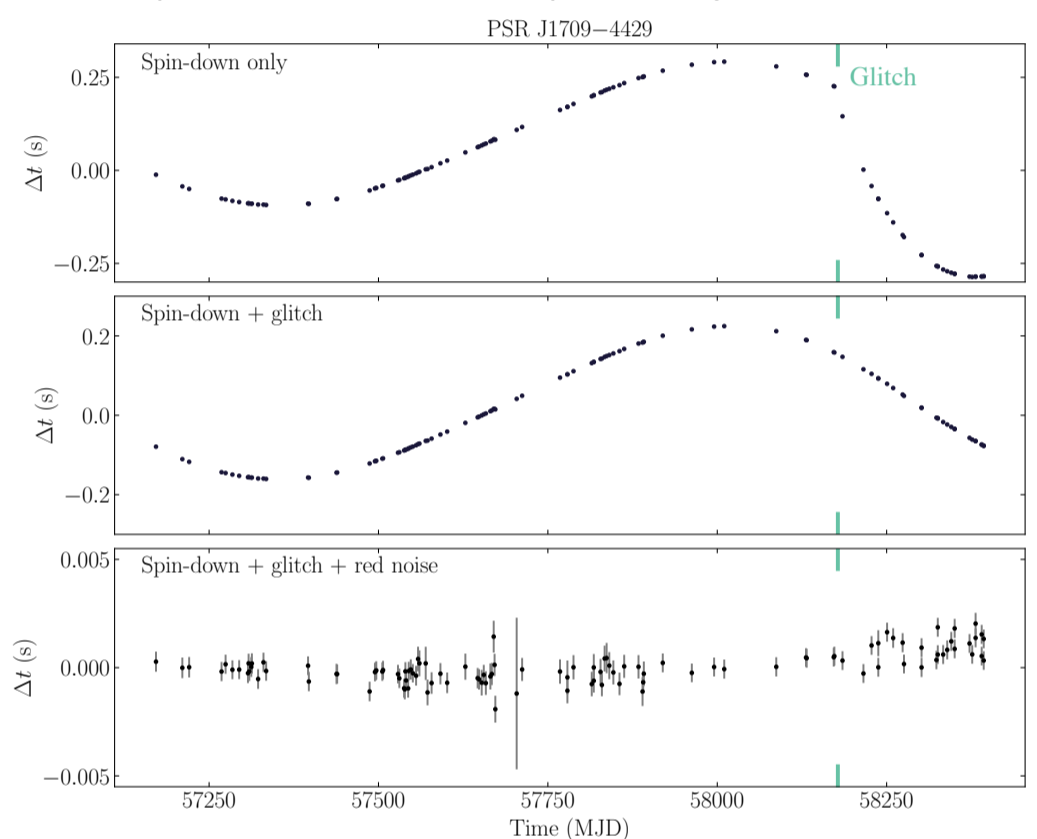 PSR J1709−4429
Spin-down only
Glitch
0.25
0.00
−0.25
Δt (s)
Spin-down + glitch
0.2
0.0
−0.2
Δt (s)
Spin-down + glitch + red noise
0.005
0.000
−0.005
Δt (s)
57250 57500 57750 58000 58250
Time (MJD)